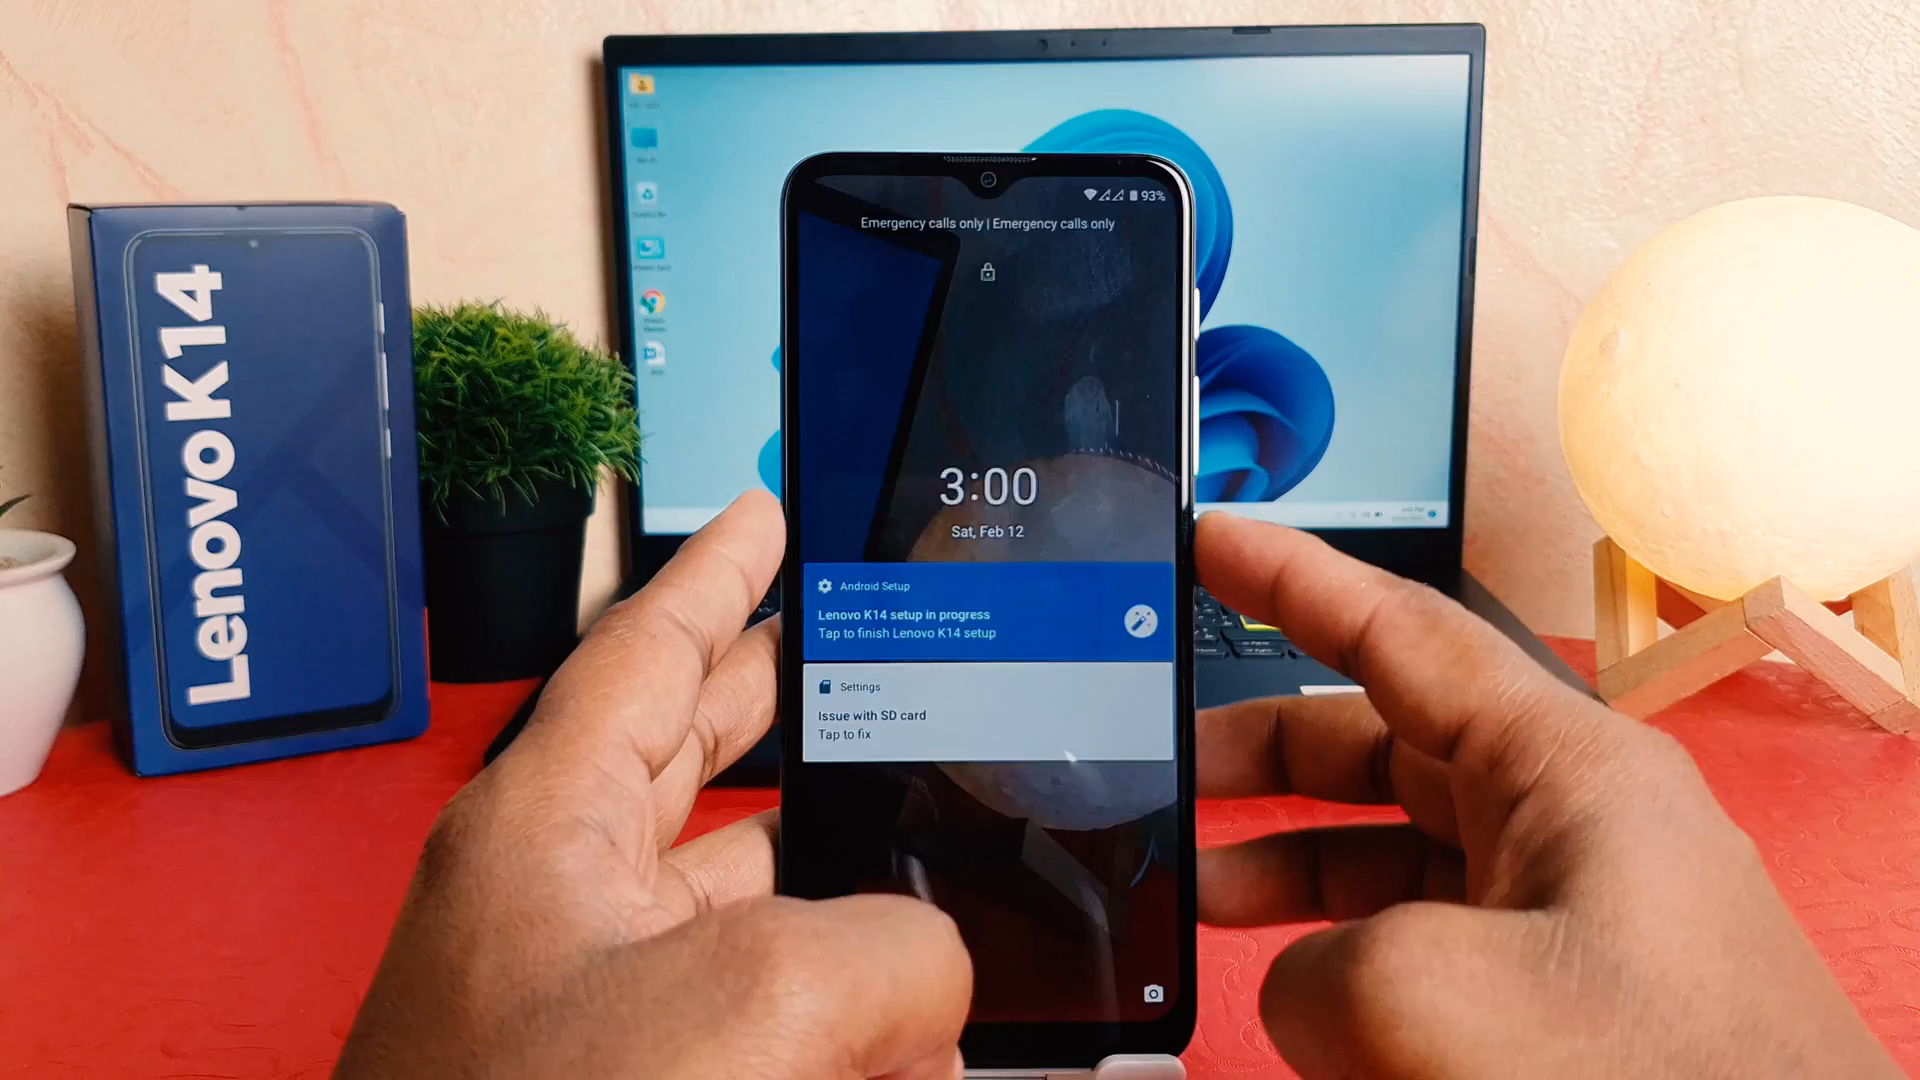 Lenovo K14
93%
Emergency calls only | Emergency calls only
3:00
Sat, Feb 12
Android Setup
Lenovo K14 setup in progress
Tap to finish Lenovo K14 setup
Settings
Issue with SD card
Tap to fix